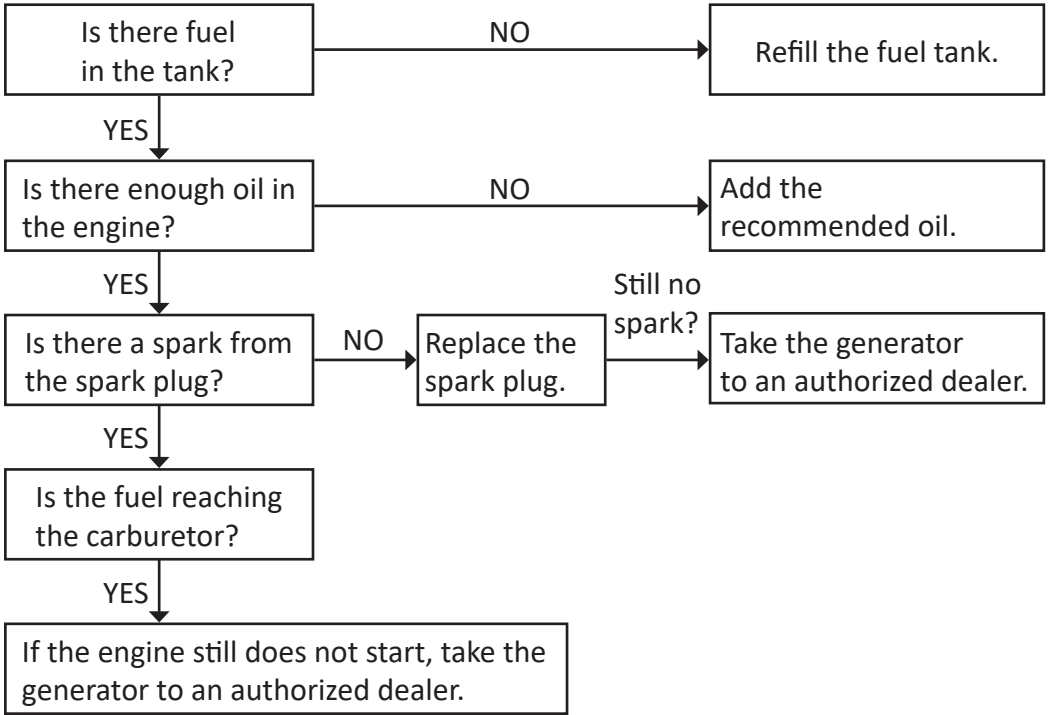 Is there fuel
in the tank?
NO
Refill the fuel tank.
YES
Is there enough oil in
the engine?
NO
Add the
recommended oil.
YES
Is there a spark from
the spark plug?
NO
Replace the
spark plug.
Still no
spark?
Take the generator
to an authorized dealer.
YES
Is the fuel reaching
the carburetor?
YES
If the engine still does not start, take the
generator to an authorized dealer.